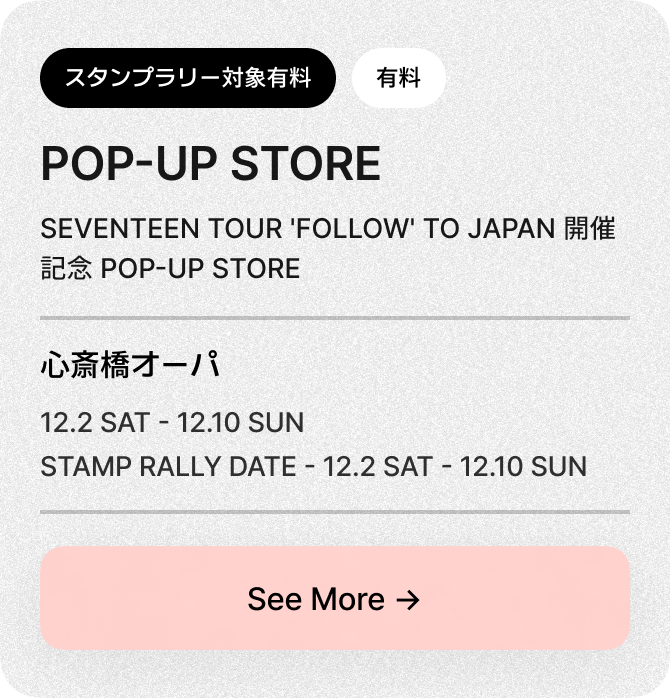 スタンプラリー対象有料
有料
POP-UP STORE
SEVENTEEN TOUR 'FOLLOW' TO JAPAN 開催
記念 POP-UP STORE
心斎橋オーパ
12.2 SAT - 12.10 SUN
STAMP RALLY DATE - 12.2 SAT - 12.10 SUN
See More →